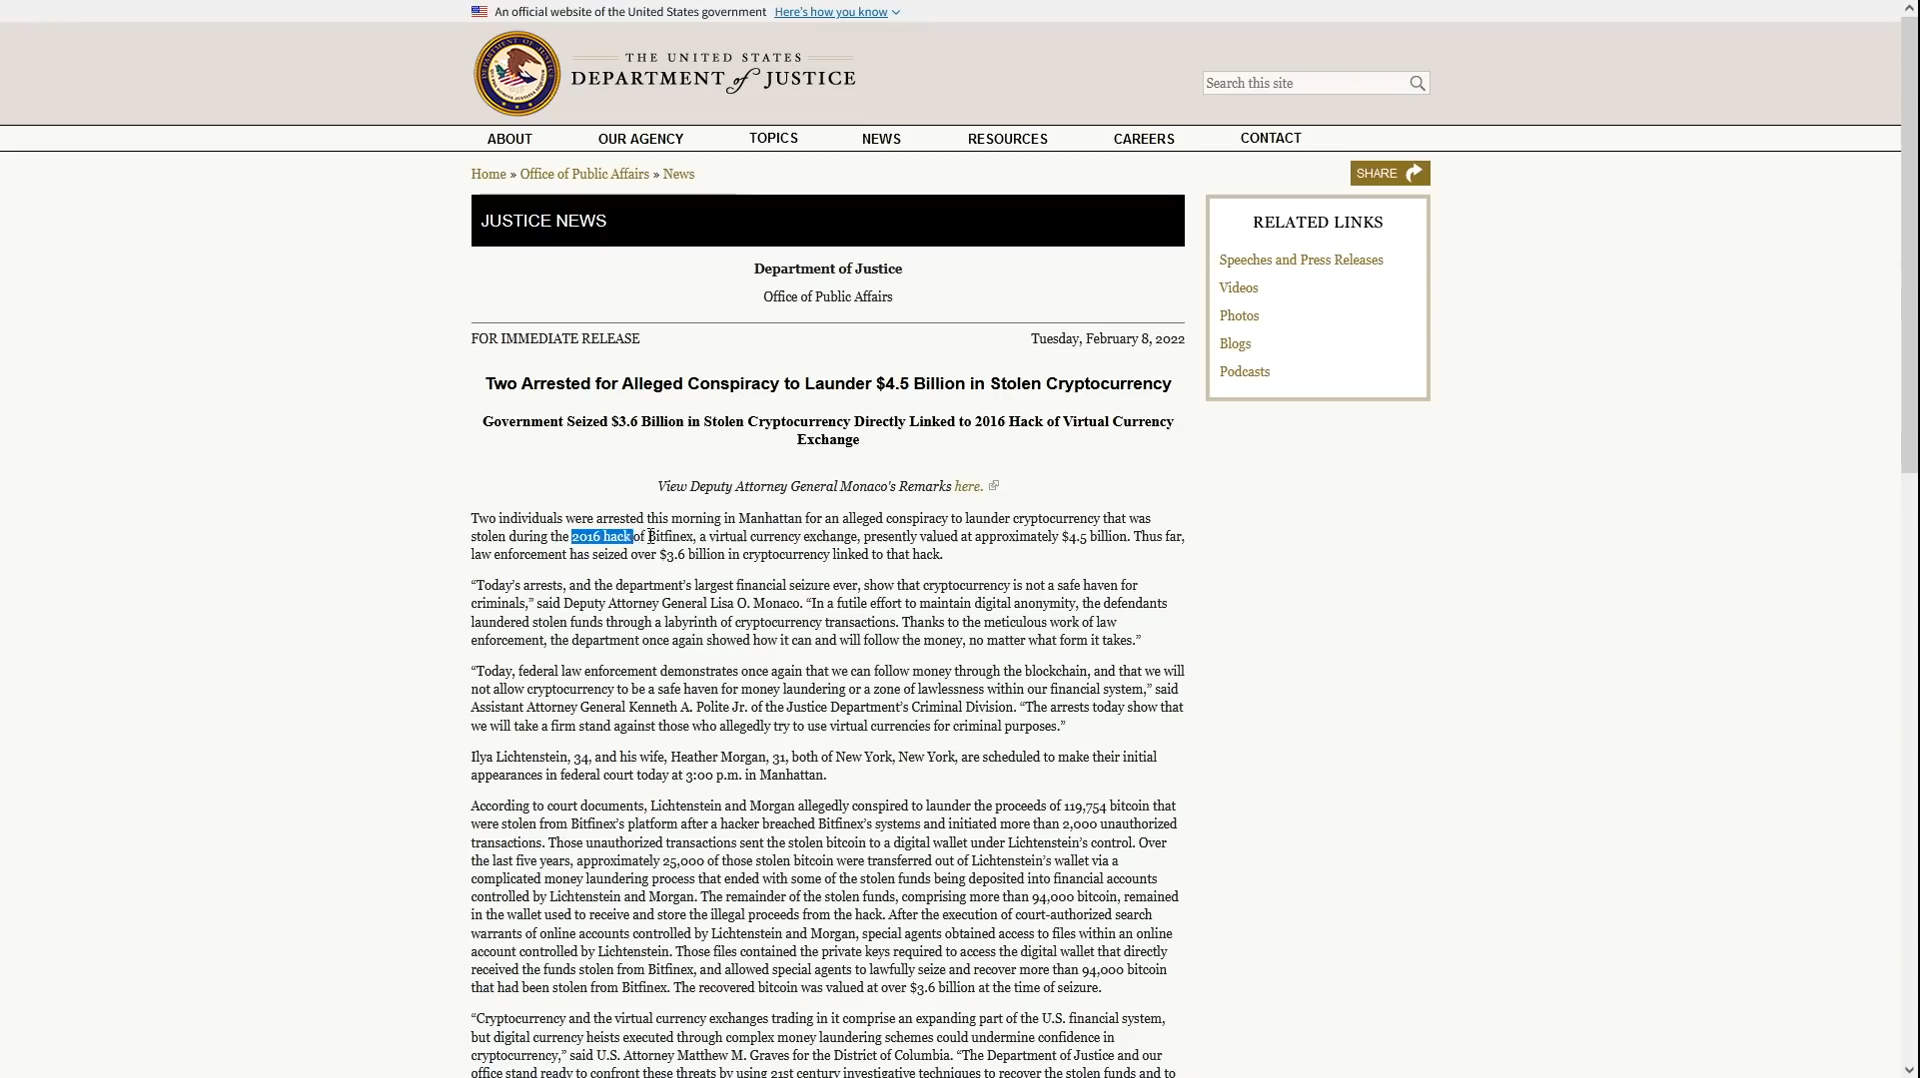 An official website of the United States government Here's how you know
THE UNITED STATES
DEPARTMENT of JUSTICE
Search this site
ABOUT OUR AGENCY TOPICS NEWS RESOURCES CAREERS CONTACT
Home » Office of Public Affairs » News
SHARE
JUSTICE NEWS
Department of Justice
Office of Public Affairs
FOR IMMEDIATE RELEASE Tuesday, February 8, 2022
Two Arrested for Alleged Conspiracy to Launder $4.5 Billion in Stolen Cryptocurrency
Government Seized $3.6 Billion in Stolen Cryptocurrency Directly Linked to 2016 Hack of Virtual Currency
Exchange
View Deputy Attorney General Monaco's Remarks here.
Two individuals were arrested this morning in Manhattan for an alleged conspiracy to launder cryptocurrency that was
stolen during the 2016 hack of Bitfinex, a virtual currency exchange, presently valued at approximately $4.5 billion. Thus far,
law enforcement has seized over $3.6 billion in cryptocurrency linked to that hack.
“Today’s arrests, and the department’s largest financial seizure ever, show that cryptocurrency is not a safe haven for
criminals,” said Deputy Attorney General Lisa O. Monaco. “In a futile effort to maintain digital anonymity, the defendants
laundered stolen funds through a labyrinth of cryptocurrency transactions. Thanks to the meticulous work of law
enforcement, the department once again showed how it can and will follow the money, no matter what form it takes.”
“Today, federal law enforcement demonstrates once again that we can follow money through the blockchain, and that we will
not allow cryptocurrency to be a safe haven for money laundering or a zone of lawlessness within our financial system,” said
Assistant Attorney General Kenneth A. Polite Jr. of the Justice Department’s Criminal Division. “The arrests today show that
we will take a firm stand against those who allegedly try to use virtual currencies for criminal purposes.”
Ilya Lichtenstein, 34, and his wife, Heather Morgan, 31, both of New York, New York, are scheduled to make their initial
appearances in federal court today at 3:00 p.m. in Manhattan.
According to court documents, Lichtenstein and Morgan allegedly conspired to launder the proceeds of 119,754 bitcoin that
were stolen from Bitfinex’s platform after a hacker breached Bitfinex’s systems and initiated more than 2,000 unauthorized
transactions. Those unauthorized transactions sent the stolen bitcoin to a digital wallet under Lichtenstein’s control. Over
the last five years, approximately 25,000 of those stolen bitcoin were transferred out of Lichtenstein’s wallet via a
complicated money laundering process that ended with some of the stolen funds being deposited into financial accounts
controlled by Lichtenstein and Morgan. The remainder of the stolen funds, comprising more than 94,000 bitcoin, remained
in the wallet used to receive and store the illegal proceeds from the hack. After the execution of court-authorized search
warrants of online accounts controlled by Lichtenstein and Morgan, special agents obtained access to files within an online
account controlled by Lichtenstein. Those files contained the private keys required to access the digital wallet that directly
received the funds stolen from Bitfinex, and allowed special agents to lawfully seize and recover more than 94,000 bitcoin
that had been stolen from Bitfinex. The recovered bitcoin was valued at over $3.6 billion at the time of seizure.
“Cryptocurrency and the virtual currency exchanges trading in it comprise an expanding part of the U.S. financial system,
but digital currency heists executed through complex money laundering schemes could undermine confidence in
cryptocurrency,” said U.S. Attorney Matthew M. Graves for the District of Columbia. “The Department of Justice and our
office stand ready to confront these threats by using 21st century investigative techniques to recover the stolen funds and to
RELATED LINKS
Speeches and Press Releases
Videos
Photos
Blogs
Podcasts